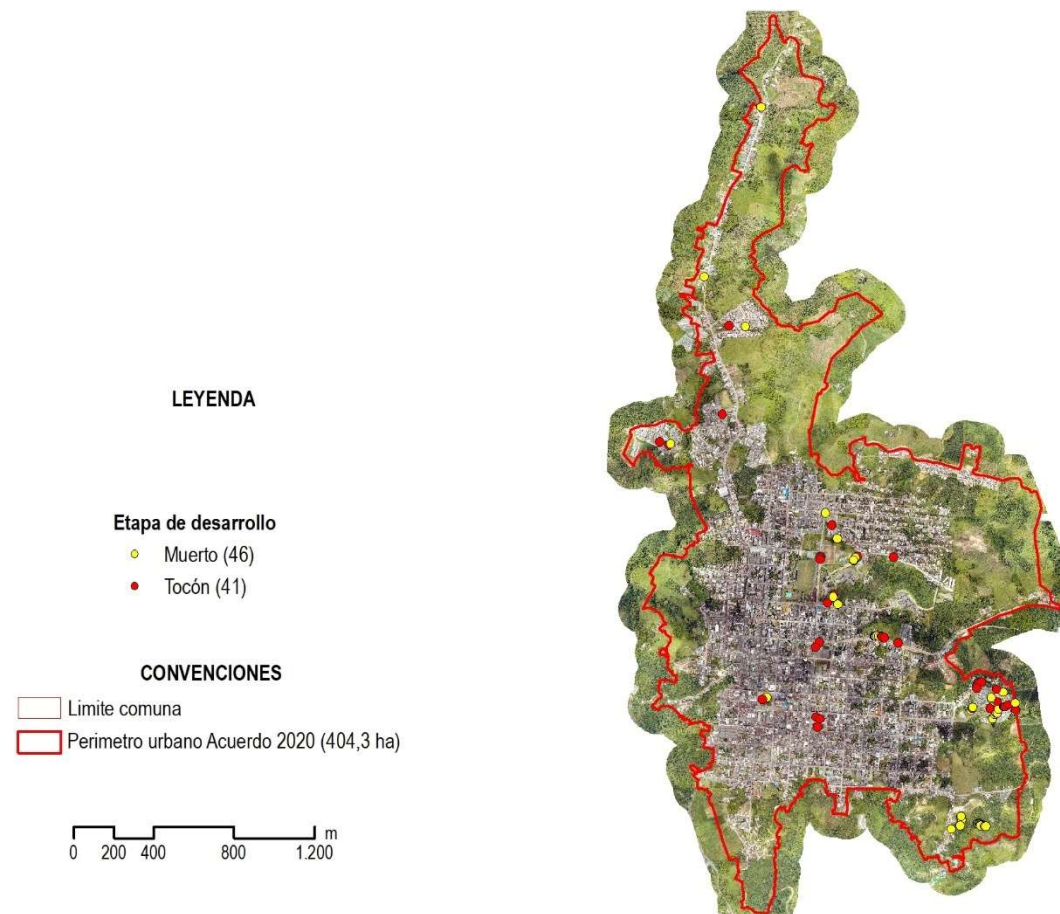 LEYENDA
Etapa de desarrollo
Muerto (46)
Tocón (41)
CONVENCIONES
Limite comuna
Perimetro urbano Acuerdo 2020 (404,3 ha)
m
0 200 400 800 1.200